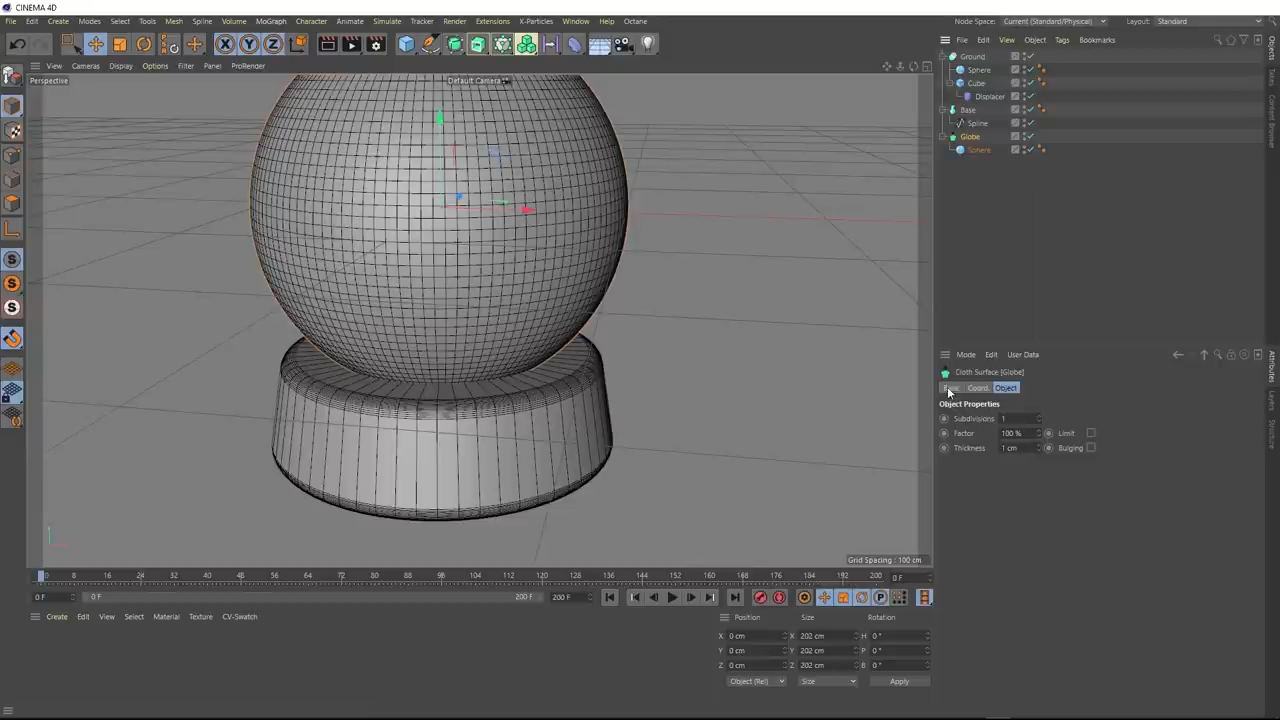 CINEMA 4D
File Edit Create Modes Select Tools Mesh Spline Volume MoGraph Character Animate Simulate Tracker Render Extensions X-Particles Window Help Octane
Node Space: Current (Standard/Physical) Layout: Standard
View Cameras Display Options Filter Panel ProRender
File Edit View Object Tags Bookmarks
Objects
Takes
Content Browser
Perspective
Default Camera
Ground
Sphere
Cube
Displacer
Base
Spline
Globe
Sphere
X Y Z
S
S
S
Mode Edit User Data
Attributes
Layers
Structure
Cloth Surface [Globe]
Coord. Object
Object Properties
Subdivisions 1
Factor 100 % Limit
Thickness 1 cm Bulging
Grid Spacing : 100 cm
0 8 16 24 32 40 48 56 64 72 80 88 96 104 112 120 128 136 144 152 160 168 176 184 192 200 0 F
0 F 0 F 200 F 200 F P
Create Edit View Select Material Texture CV-Swatch
Position Size Rotation
X 0 cm X 202 cm H 0 °
Y 0 cm Y 202 cm P 0 °
Z 0 cm Z 202 cm B 0 °
Object (Rel) Size Apply